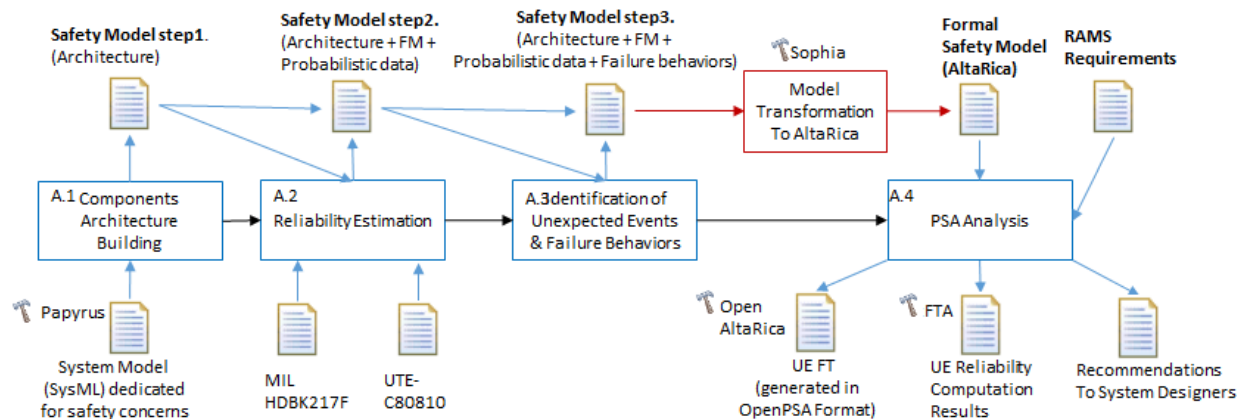 Safety Model step1.
(Architecture)
Safety Model step2.
(Architecture + FM +
Probabilistic data)
Safety Model step3.
(Architecture + FM +
Probabilistic data + Failure behaviors)
Sophia
Model
Transformation
To AltaRica
Formal
Safety Model
(AltaRica)
RAMS
Requirements
A.1 Components
Architecture
Building
A.2
Reliability Estimation
A.3dentification of
Unexpected Events
& Failure Behaviors
A.4
PSA Analysis
Papyrus
System Model
(SysML) dedicated
for safety concerns
MIL
HDBK217F
UTE-
C80810
Open
AltaRica
UE FT
(generated in
OpenPSA Format)
FTA
UE Reliability
Computation
Results
Recommendations
To System Designers